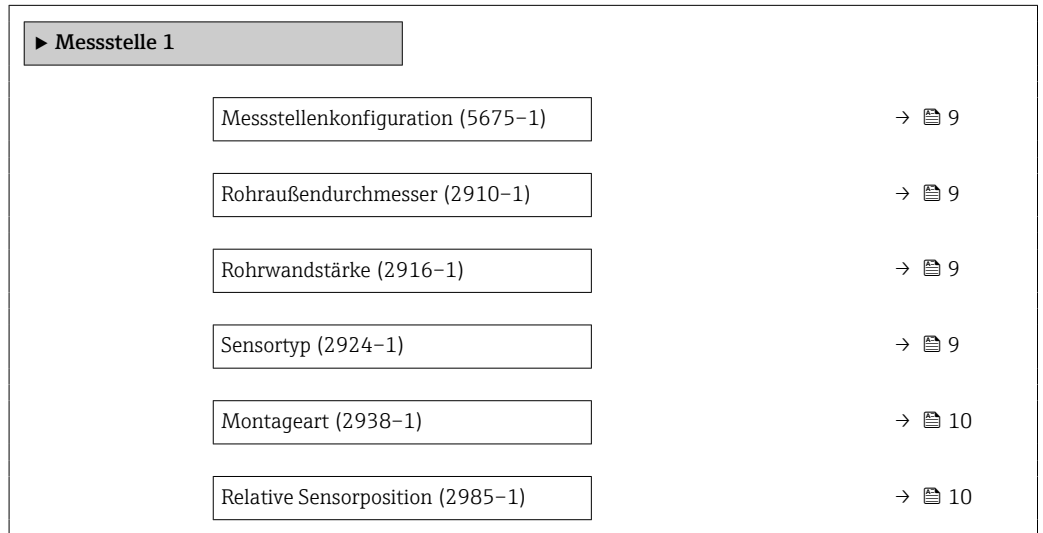 ▶ Messstelle 1
Messstellenkonfiguration (5675–1) → 9
Rohraußendurchmesser (2910–1) → 9
Rohrwandstärke (2916–1) → 9
Sensortyp (2924–1) → 9
Montageart (2938–1) → 10
Relative Sensorposition (2985–1) → 10